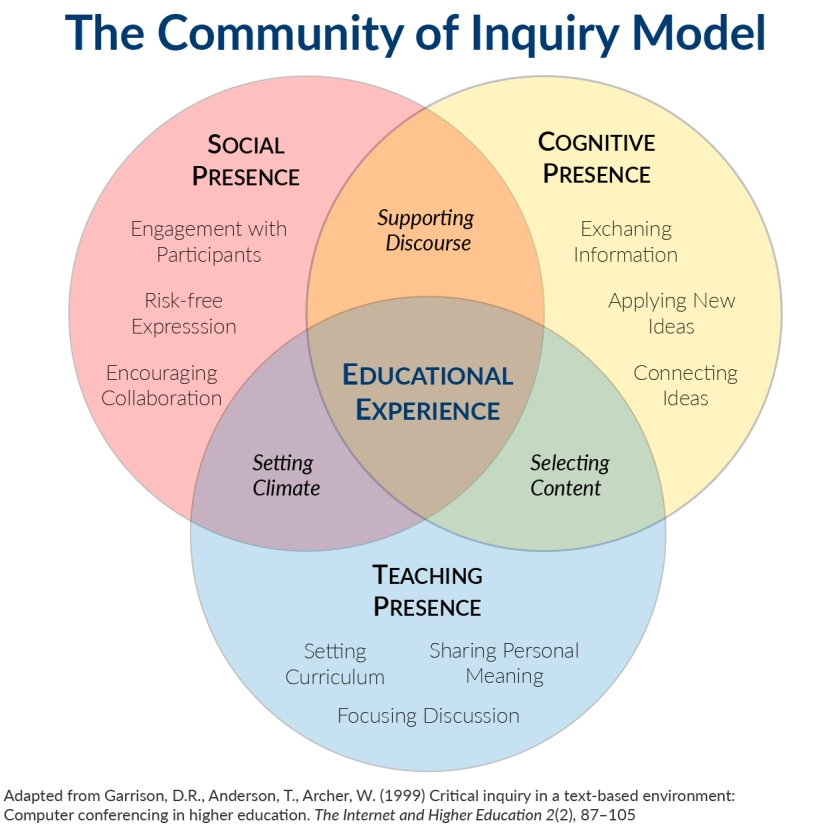 The Community of Inquiry Model
SOCIAL
PRESENCE
Engagement with
Participants
Risk-free
Expresssion
Encouraging
Collaboration
COGNITIVE
PRESENCE
Exchaning
Information
Applying New
Ideas
Connecting
Ideas
Supporting
Discourse
EDUCATIONAL
EXPERIENCE
Setting
Climate
Selecting
Content
TEACHING
PRESENCE
Setting
Curriculum
Sharing Personal
Meaning
Focusing Discussion
Adapted from Garrison, D.R., Anderson, T., Archer, W. (1999) Critical inquiry in a text-based environment:
Computer conferencing in higher education. The Internet and Higher Education 2(2), 87–105